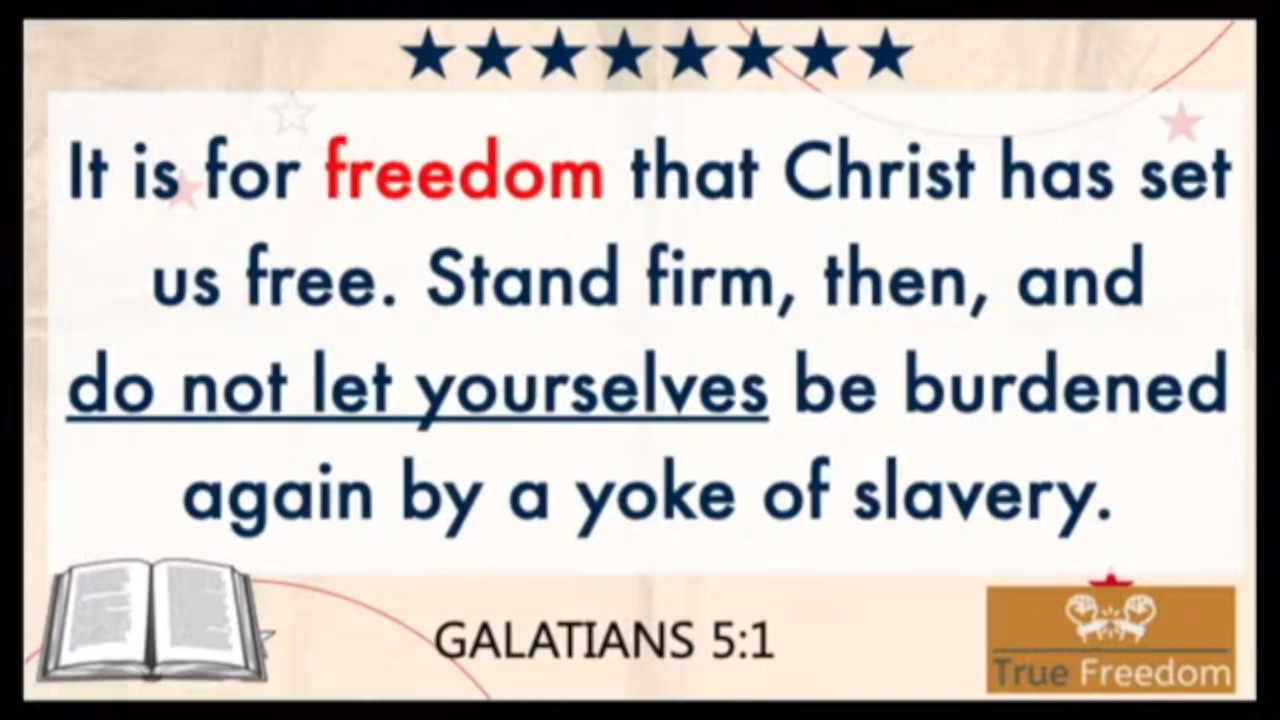 It is for freedom that Christ has set
us free. Stand firm, then, and
do not let yourselves be burdened
again by a yoke of slavery.
GALATIANS 5:1
True Freedom